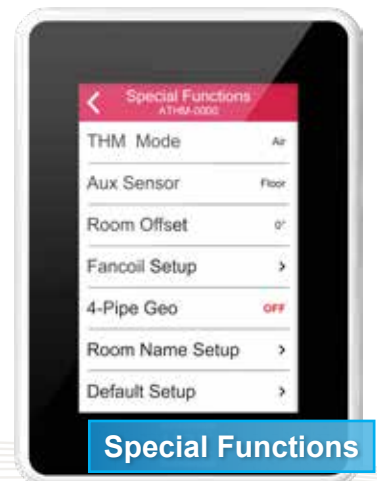 Special Functions
ATHM-0000
THM Mode Air
Aux Sensor Floor
Room Offset 0°
Fancoil Setup >
4-Pipe Geo OFF
Room Name Setup >
Default Setup >
Special Functions